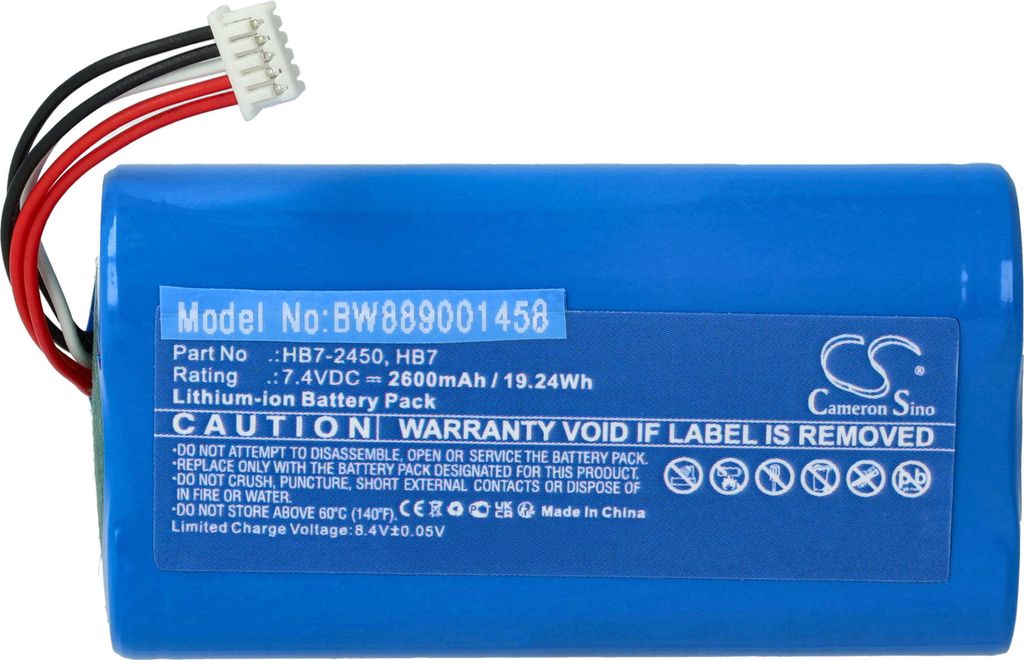 Model No:BW889001458
Part No .:HB7-2450, HB7
Rating .:7.4VDC ⎓ 2600mAh / 19.24Wh
Lithium-ion Battery Pack
CS®
Cameron Sino
CAUTION WARRANTY VOID IF LABEL IS REMOVED
·DO NOT ATTEMPT TO DISASSEMBLE, OPEN OR SERVICE THE BATTERY PACK.
·REPLACE ONLY WITH THE BATTERY PACK DESIGNATED FOR THIS PRODUCT.
·DO NOT CRUSH, PUNCTURE, SHORT EXTERNAL CONTACTS OR DISPOSE OF
IN FIRE OR WATER.
·DO NOT STORE ABOVE 60°C (140°F).
CE UKCA Made In China
Limited Charge Voltage:8.4V±0.05V
Pb